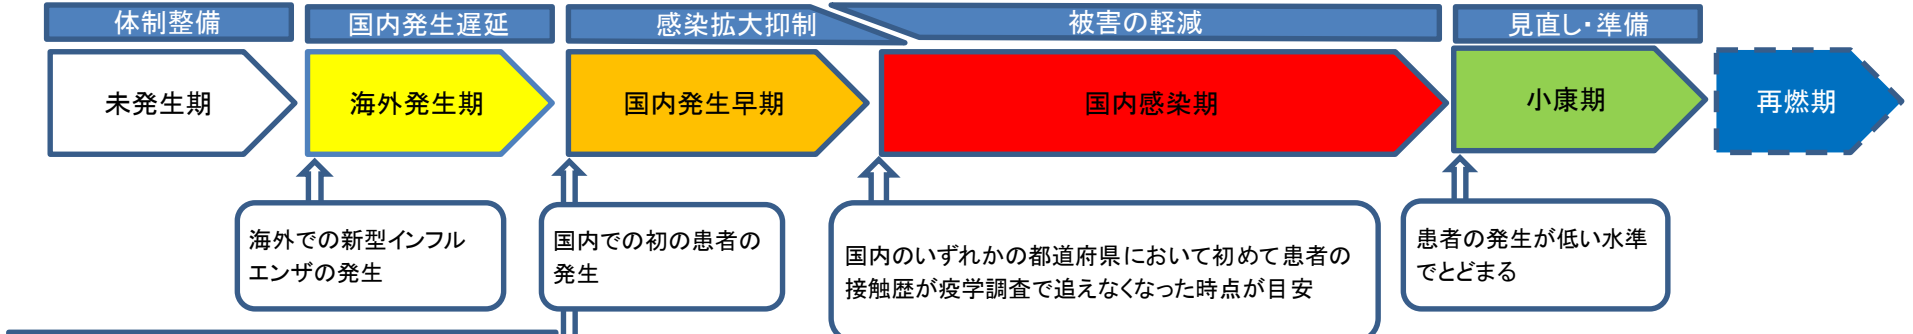 体制整備
国内発生遅延
感染拡大抑制
被害の軽減
見直し・準備
未発生期
海外発生期
国内発生早期
国内感染期
小康期
再燃期
海外での新型インフル
エンザの発生
国内での初の患者の
発生
国内のいずれかの都道府県において初めて患者の
接触歴が疫学調査で追えなくなった時点が目安
患者の発生が低い水準
でとどまる